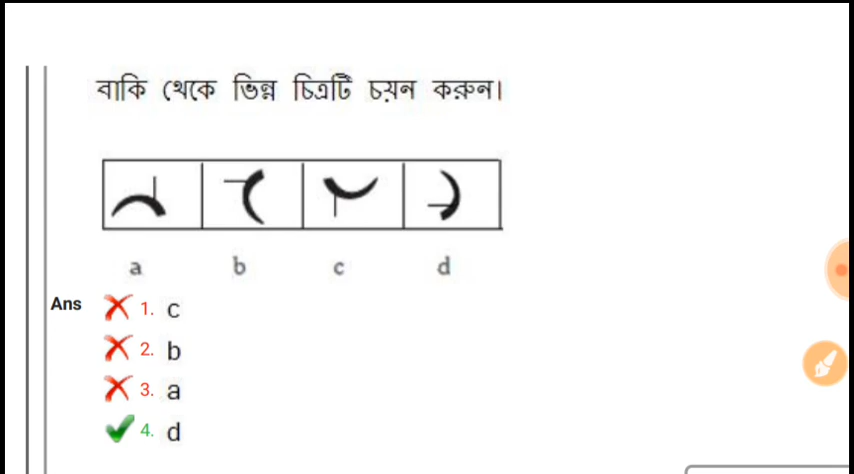 বাকি থেকে ভিন্ন চিত্রটি চয়ন করুন।
a b c d
Ans 1. c
2. b
3. a
4. d